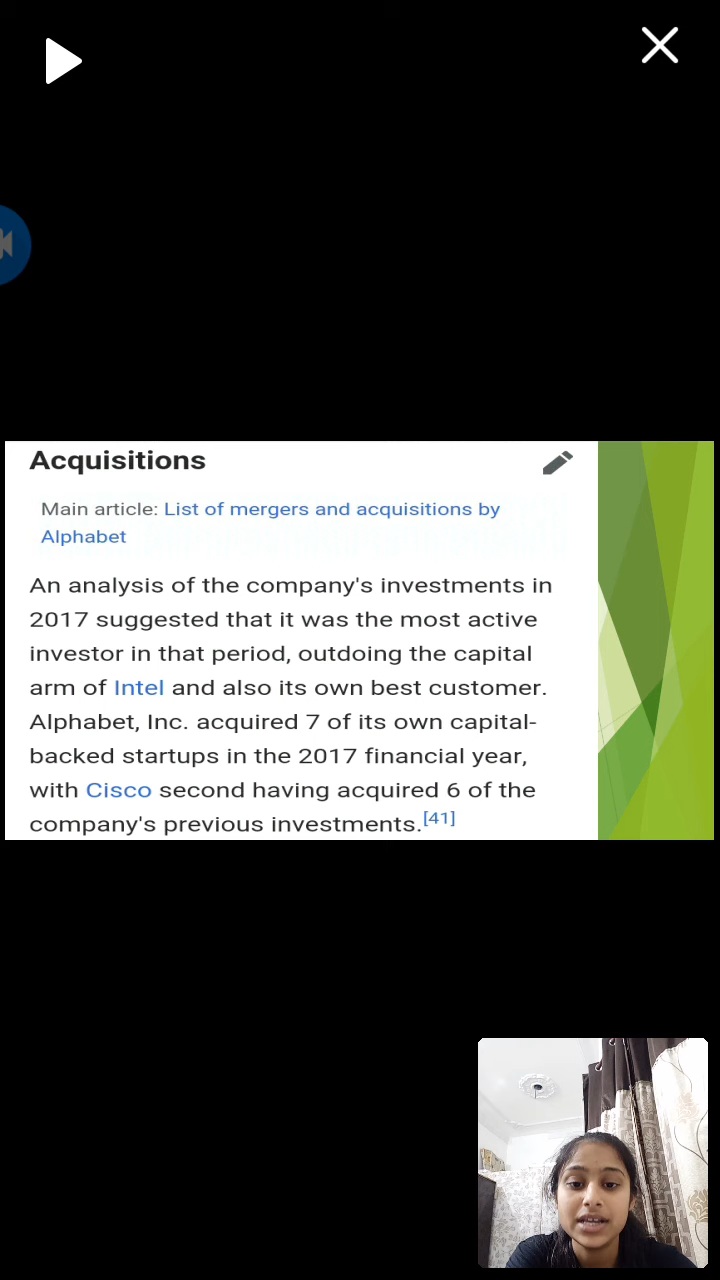 Acquisitions
Main article: List of mergers and acquisitions by
Alphabet
An analysis of the company's investments in
2017 suggested that it was the most active
investor in that period, outdoing the capital
arm of Intel and also its own best customer.
Alphabet, Inc. acquired 7 of its own capital-
backed startups in the 2017 financial year,
with Cisco second having acquired 6 of the
company's previous investments.[41]